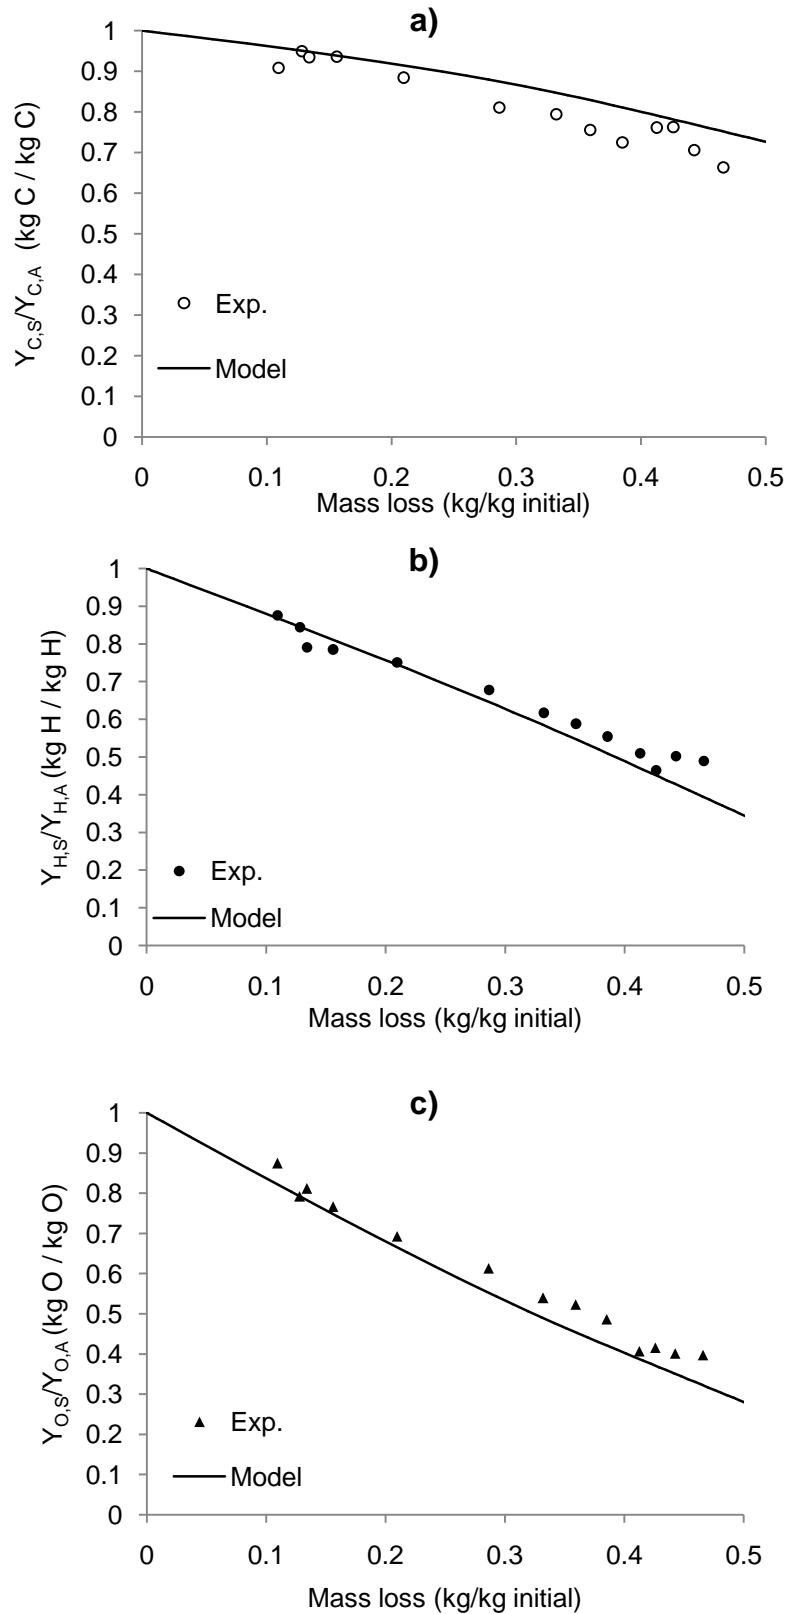 a)
1
0.9
0.8
0.7
0.6
0.5
0.4
0.3
0.2
0.1
0
Y_C,S/Y_C,A (kg C / kg C)
Exp.
Model
0 0.1 0.2 0.3 0.4 0.5
Mass loss (kg/kg initial)
b)
1
0.9
0.8
0.7
0.6
0.5
0.4
0.3
0.2
0.1
0
Y_H,S/Y_H,A (kg H / kg H)
Exp.
Model
0 0.1 0.2 0.3 0.4 0.5
Mass loss (kg/kg initial)
c)
1
0.9
0.8
0.7
0.6
0.5
0.4
0.3
0.2
0.1
0
Y_O,S/Y_O,A (kg O / kg O)
Exp.
Model
0 0.1 0.2 0.3 0.4 0.5
Mass loss (kg/kg initial)